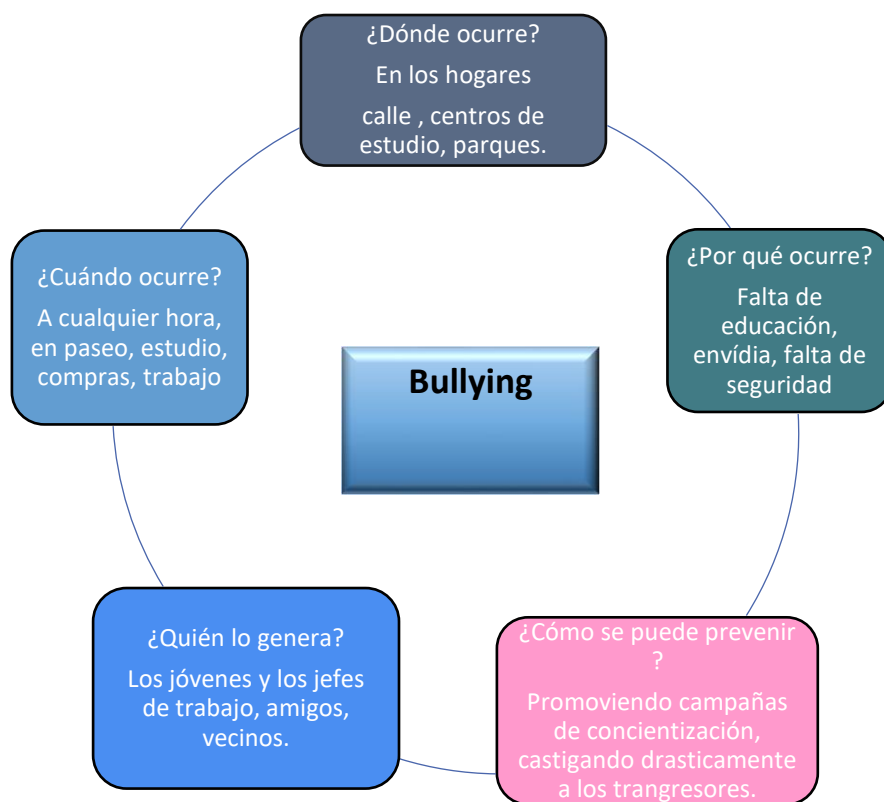 ¿Dónde ocurre?
En los hogares
calle , centros de
estudio, parques.
¿Por qué ocurre?
Falta de
educación,
envídia, falta de
seguridad
¿Cómo se puede prevenir
?
Promoviendo campañas
de concientización,
castigando drasticamente
a los trangresores.
¿Quién lo genera?
Los jóvenes y los jefes
de trabajo, amigos,
vecinos.
¿Cuándo ocurre?
A cualquier hora,
en paseo, estudio,
compras, trabajo
Bullying